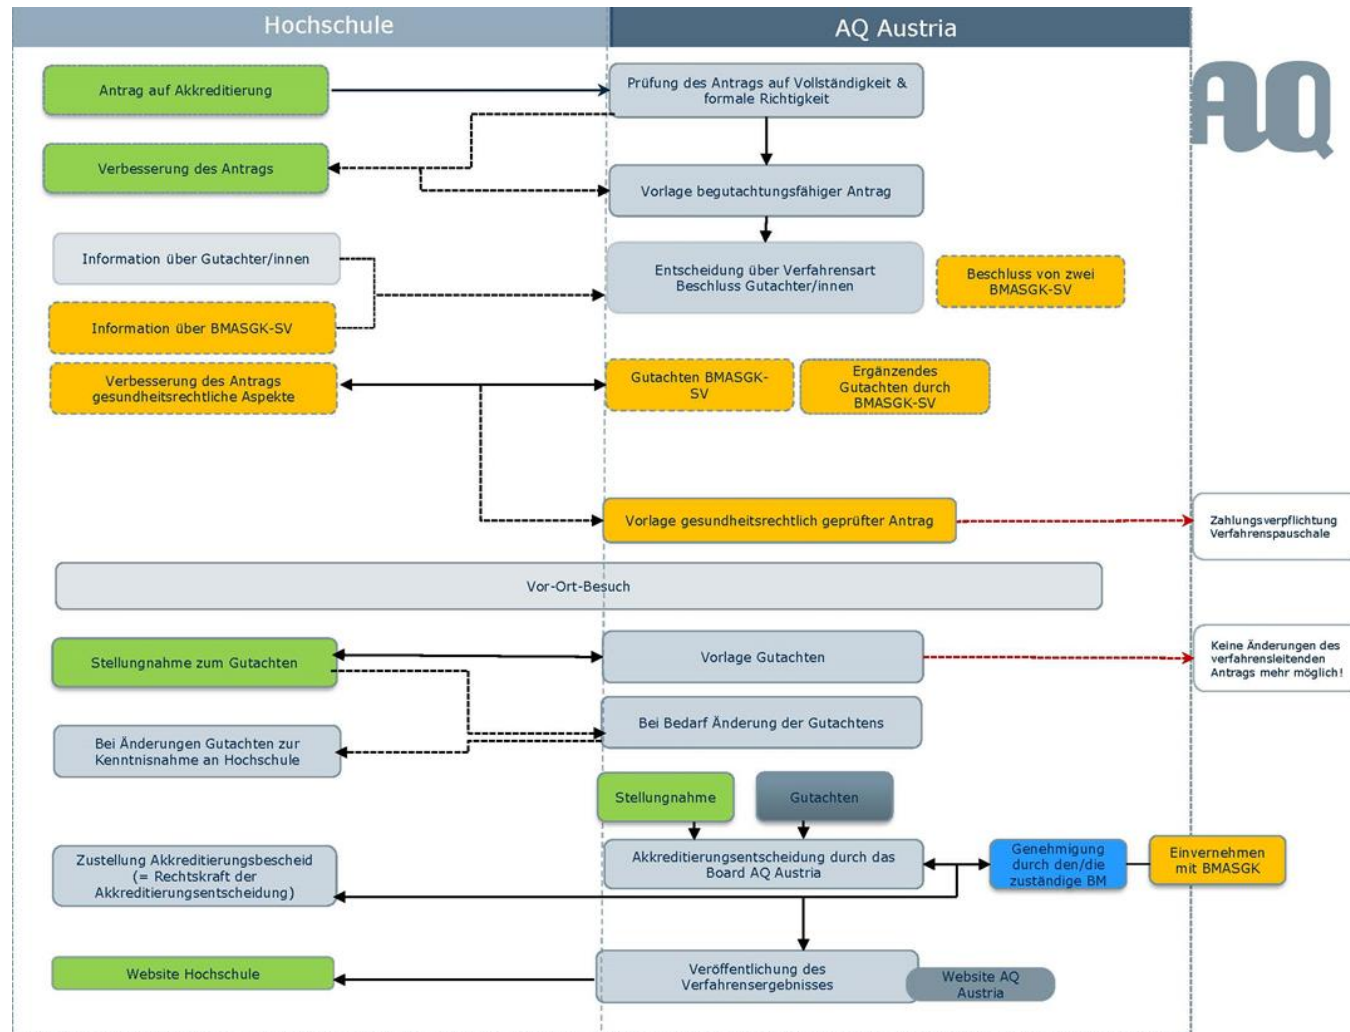 Hochschule
AQ Austria
AQ
Antrag auf Akkreditierung
Prüfung des Antrags auf Vollständigkeit &
formale Richtigkeit
Verbesserung des Antrags
Vorlage begutachtungsfähiger Antrag
Information über Gutachter/innen
Entscheidung über Verfahrensart
Beschluss Gutachter/innen
Beschluss von zwei
BMASGK-SV
Information über BMASGK-SV
Verbesserung des Antrags
gesundheitsrechtliche Aspekte
Gutachten BMASGK-
SV
Ergänzendes
Gutachten durch
BMASGK-SV
Vorlage gesundheitsrechtlich geprüfter Antrag
Zahlungsverpflichtung
Verfahrenspauschale
Vor-Ort-Besuch
Stellungnahme zum Gutachten
Vorlage Gutachten
Keine Änderungen des
verfahrensleitenden
Antrags mehr möglich!
Bei Bedarf Änderung der Gutachtens
Bei Änderungen Gutachten zur
Kenntnisnahme an Hochschule
Stellungnahme
Gutachten
Zustellung Akkreditierungsbescheid
(= Rechtskraft der
Akkreditierungsentscheidung)
Akkreditierungsentscheidung durch das
Board AQ Austria
Genehmigung
durch den/die
zuständige BM
Einvernehmen
mit BMASGK
Website Hochschule
Veröffentlichung des
Verfahrensergebnisses
Website AQ
Austria